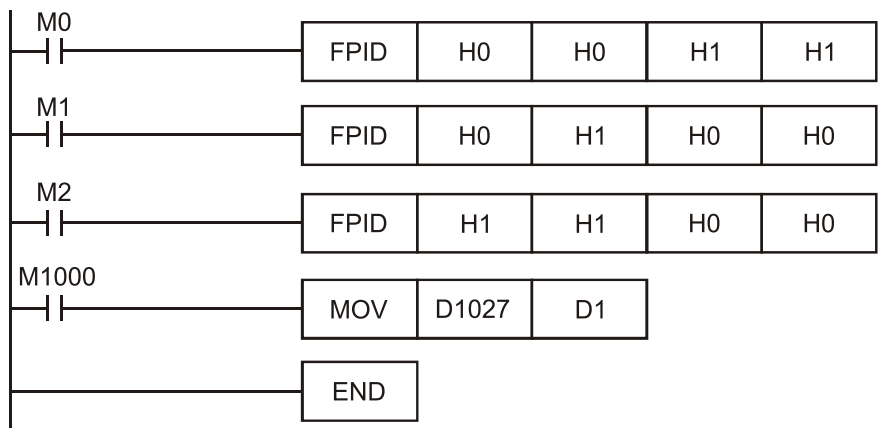 M0
FPID H0 H0 H1 H1
M1
FPID H0 H1 H0 H0
M2
FPID H1 H1 H0 H0
M1000
MOV D1027 D1
END